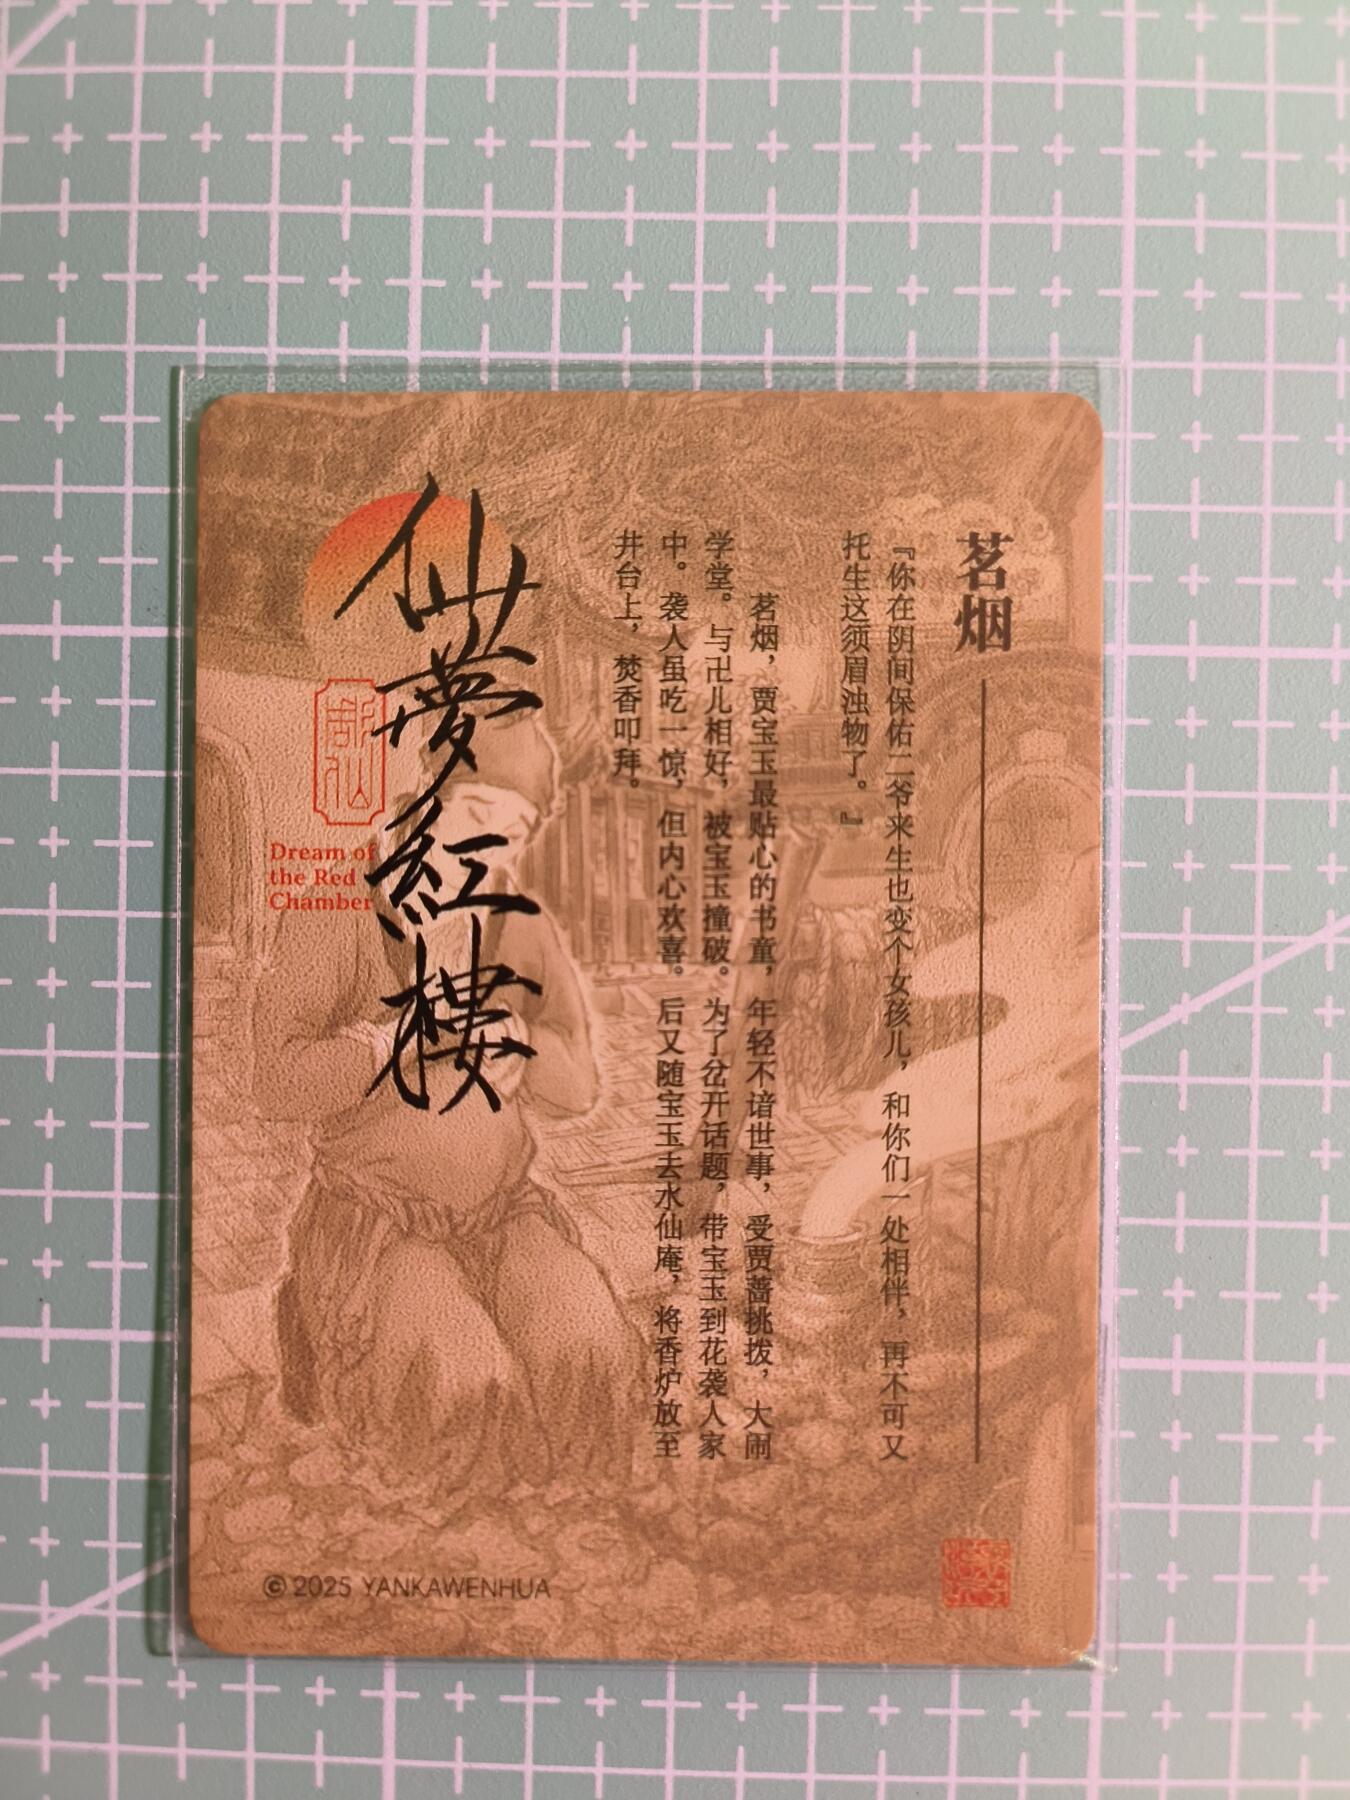 茗烟
『你在阴间保佑二爷来生也变个女孩儿，和你们一处相伴，再不可又
托生这须眉浊物了。』
茗烟，贾宝玉最贴心的书童，年轻不谙世事，受贾蔷挑拨，大闹
学堂。与卍儿相好，被宝玉撞破。为了岔开话题，带宝玉到花袭人家
中。袭人虽吃一惊，但内心欢喜。后又随宝玉去水仙庵，将香炉放至
井台上，焚香叩拜。
仙夢紅樓
Dream of
the Red
Chamber
© 2025 YANKAWENHUA